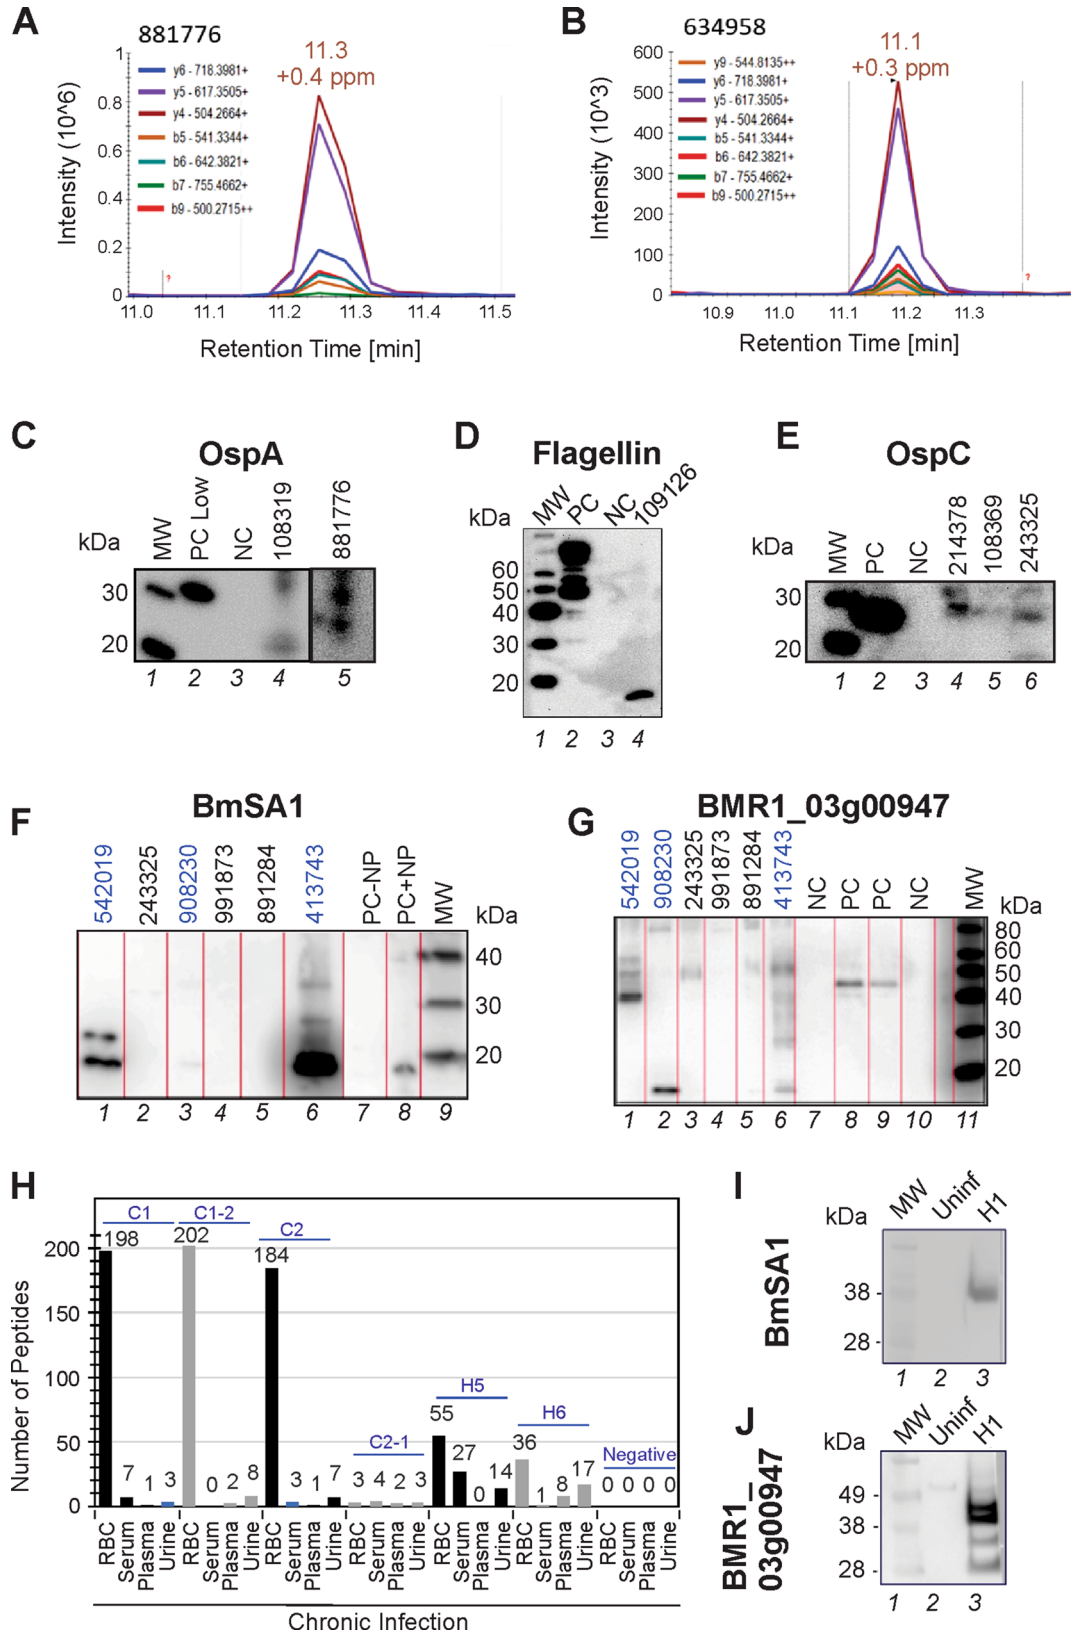 A
881776
11.3
+0.4 ppm
Intensity (10^6)
1
0.8
0.6
0.4
0.2
0
y6 - 718.3981+
y5 - 617.3505+
y4 - 504.2664+
b5 - 541.3344+
b6 - 642.3821+
b7 - 755.4662+
b9 - 500.2715++
?
11.0 11.1 11.2 11.3 11.4 11.5
Retention Time [min]
B
634958
11.1
+0.3 ppm
Intensity (10^3)
600
500
400
300
200
100
0
y9 - 544.8135++
y6 - 718.3981+
y5 - 617.3505+
y4 - 504.2664+
b5 - 541.3344+
b6 - 642.3821+
b7 - 755.4662+
b9 - 500.2715++
?
10.9 11.0 11.1 11.2 11.3
Retention Time [min]
C
OspA
kDa
MW PC Low NC 108319 881776
30
20
1 2 3 4 5
D
Flagellin
kDa
MW PC NC 109126
60
50
40
30
20
1 2 3 4
E
OspC
kDa
MW PC NC 214378 108369 243325
30
20
1 2 3 4 5 6
F
BmSA1
542019 243325 908230 991873 891284 413743 PC-NP PC+NP MW
kDa
40
30
20
1 2 3 4 5 6 7 8 9
G
BMR1_03g00947
542019 908230 243325 991873 891284 413743 NC PC PC NC MW
kDa
80
60
50
40
30
20
1 2 3 4 5 6 7 8 9 10 11
H
Number of Peptides
200
150
100
50
0
C1 C1-2 C2 C2-1 H5 H6 Negative
198 7 1 3 202 0 2 8 184 3 1 7 3 4 2 3 55 27 0 14 36 1 8 17 0 0 0 0
RBC Serum Plasma Urine RBC Serum Plasma Urine RBC Serum Plasma Urine RBC Serum Plasma Urine RBC Serum Plasma Urine RBC Serum Plasma Urine RBC Serum Plasma Urine
Chronic Infection
I
BmSA1
kDa
MW Uninf H1
38 -
28 -
1 2 3
J
BMR1_
03g00947
kDa
MW Uninf H1
49 -
38 -
28 -
1 2 3